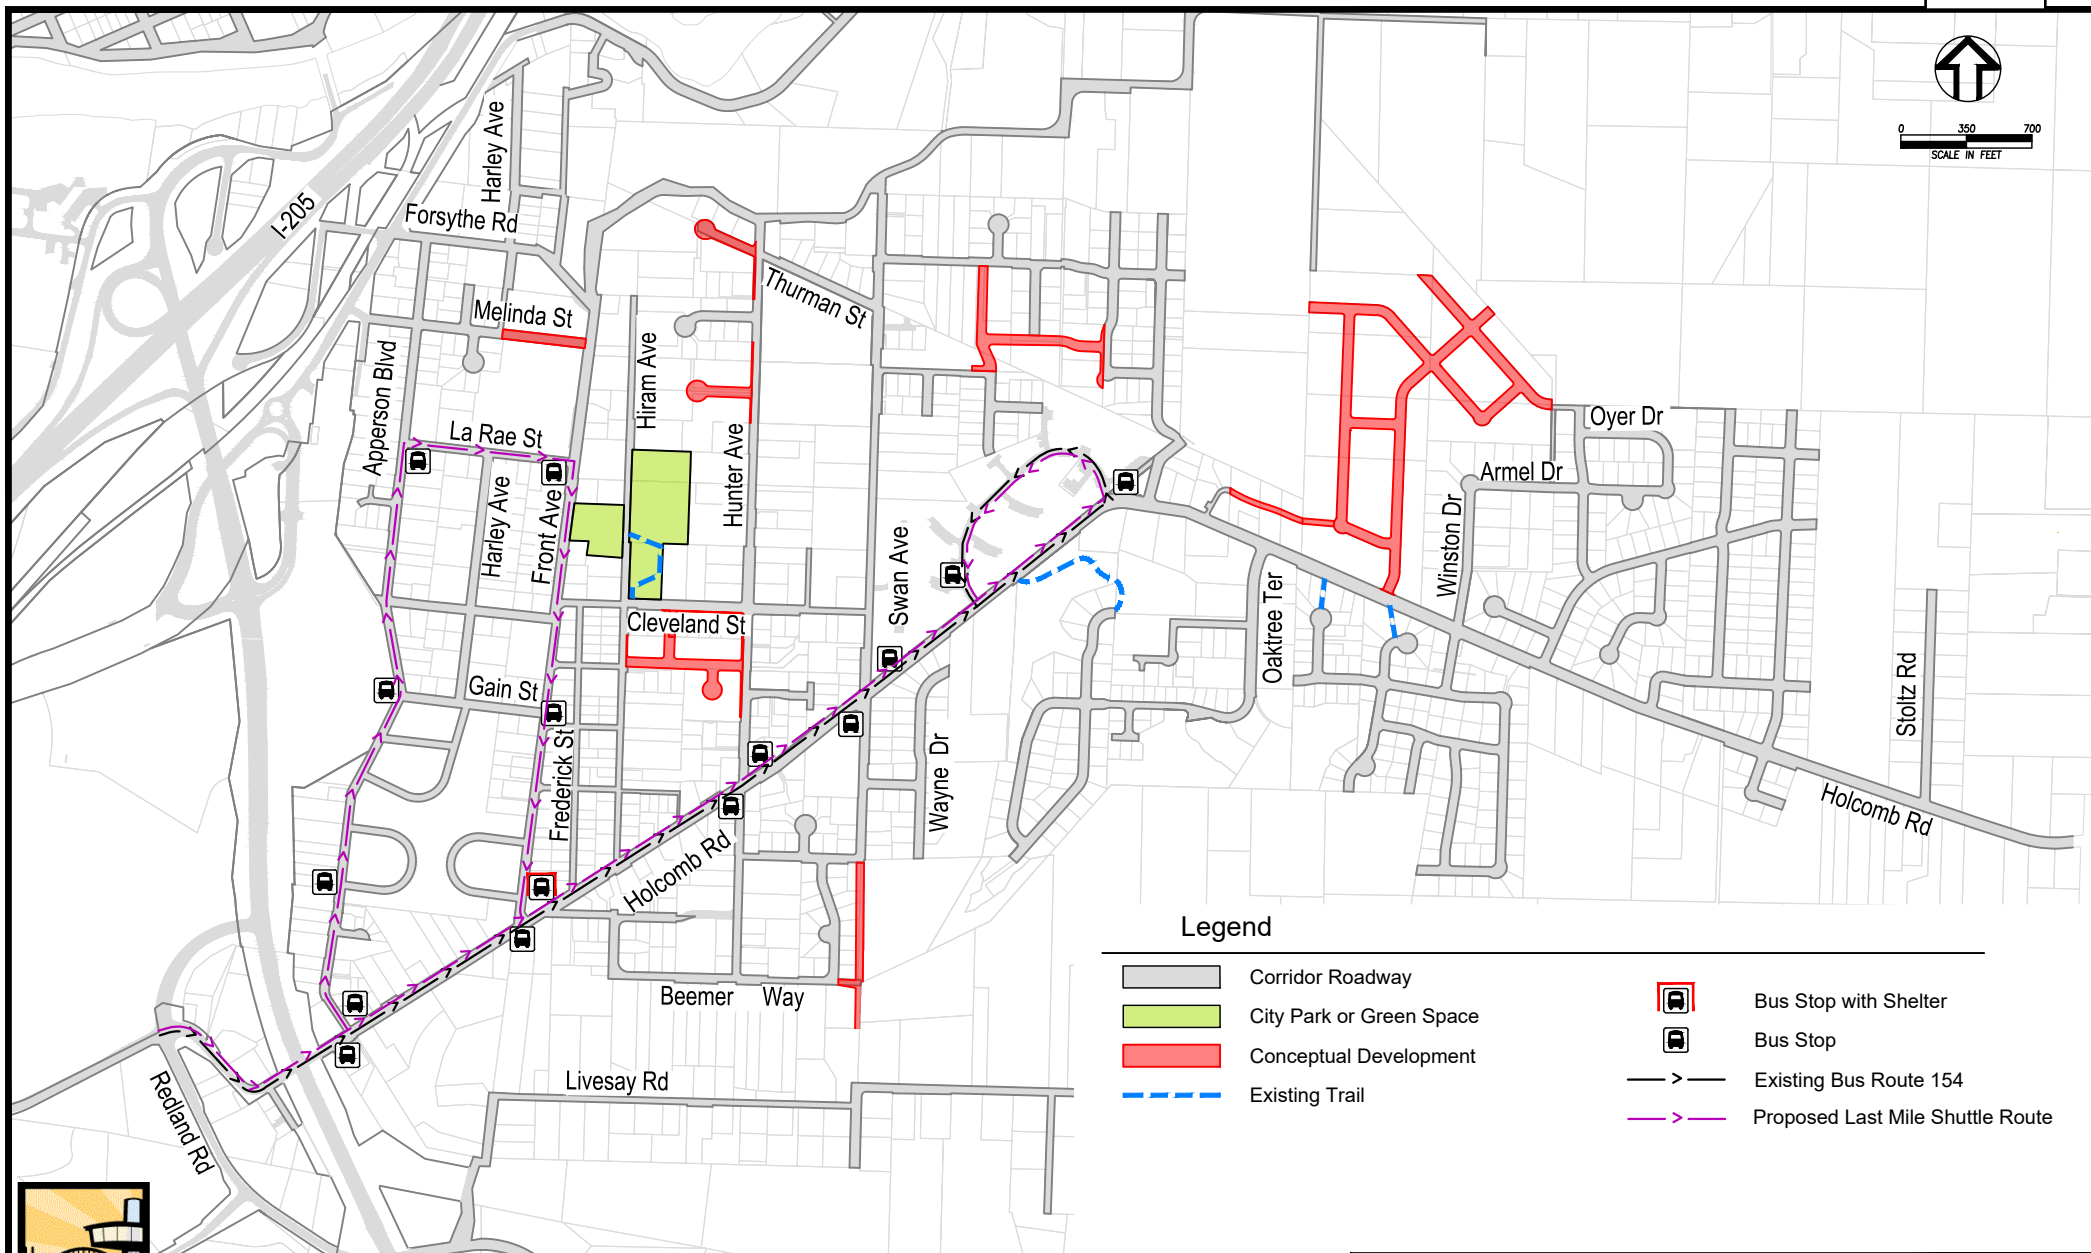 0 350 700
SCALE IN FEET
Harley Ave
I-205
Forsythe Rd
Melinda St
Thurman St
Apperson Blvd
Hiram Ave
La Rae St
Hunter Ave
Harley Ave
Front Ave
Oyer Dr
Armel Dr
Winston Dr
Swan Ave
Oaktree Ter
Cleveland St
Gain St
Stoltz Rd
Frederick St
Wayne Dr
Holcomb Rd
Holcomb Rd
Beemer Way
Livesay Rd
Redland Rd
Legend
Corridor Roadway
City Park or Green Space
Conceptual Development
Existing Trail
Bus Stop with Shelter
Bus Stop
Existing Bus Route 154
Proposed Last Mile Shuttle Route